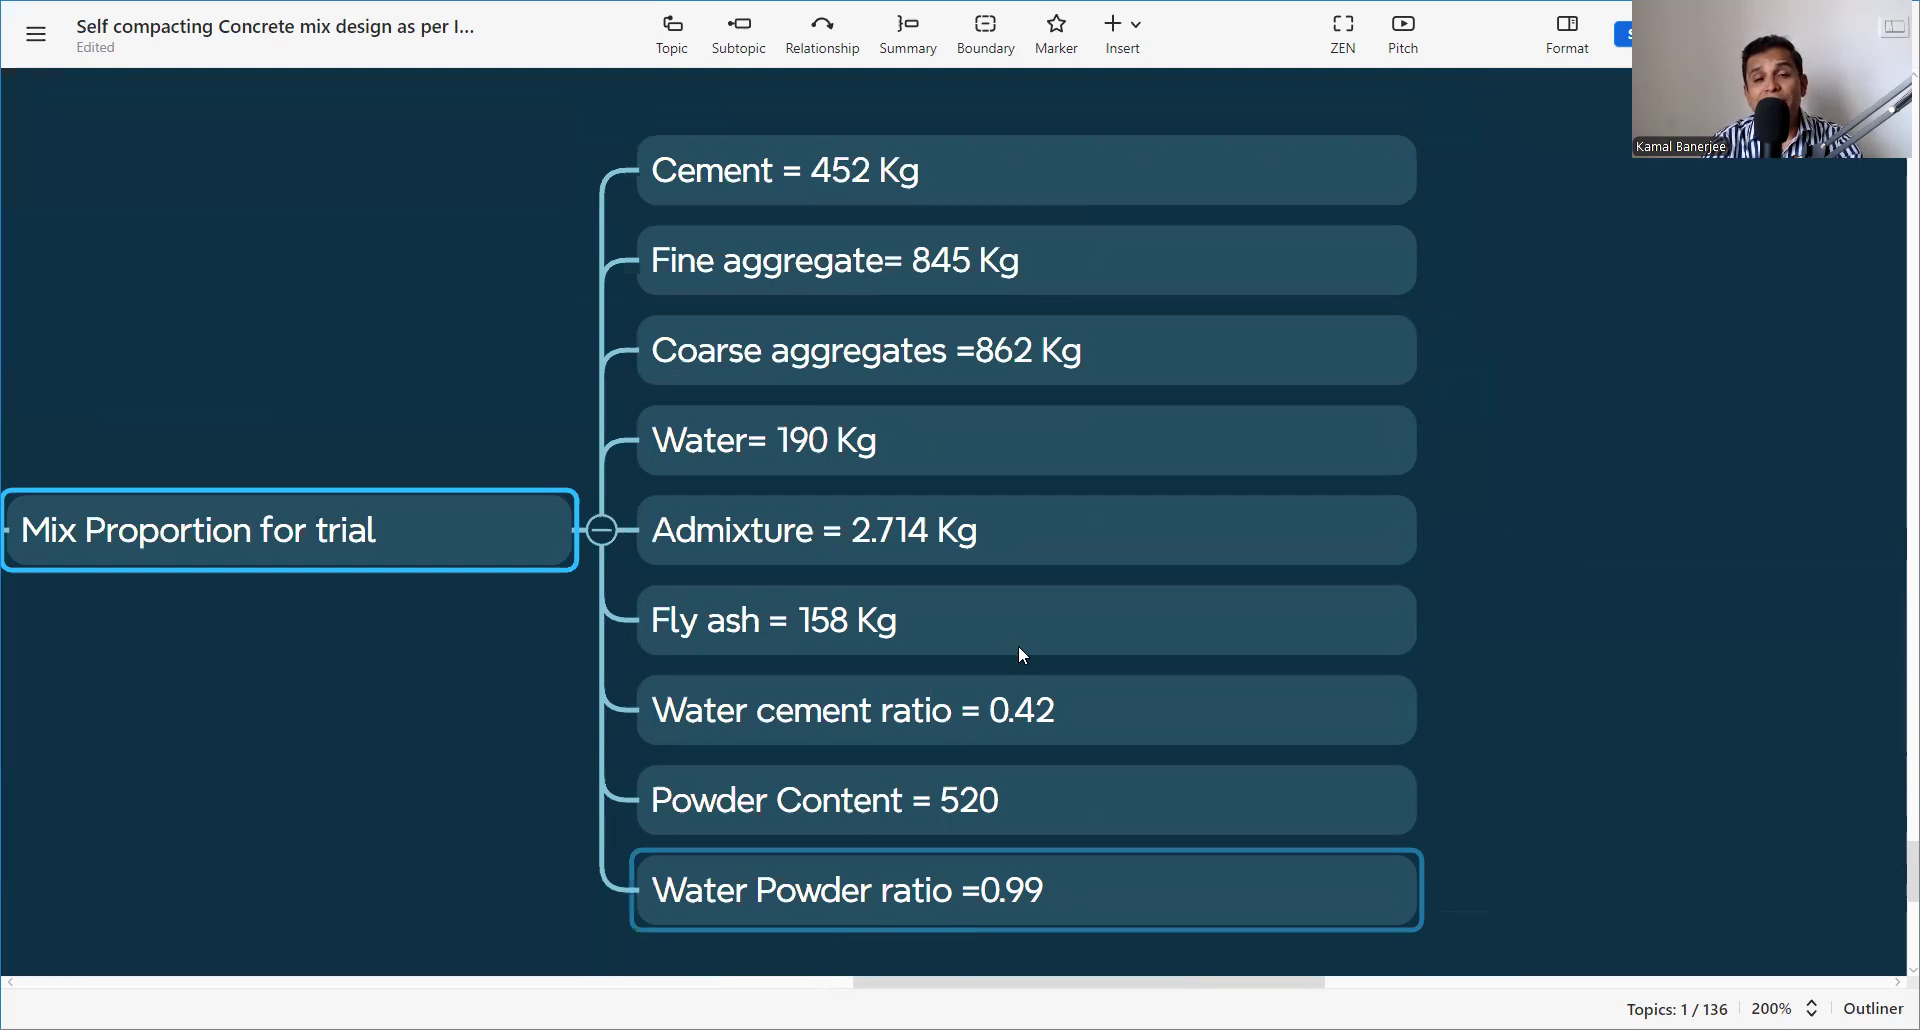 Self compacting Concrete mix design as per I...
Edited
Topic
Subtopic
Relationship
Summary
Boundary
Marker
Insert
ZEN
Pitch
Format
Kamal Banerjee
Cement = 452 Kg
Fine aggregate= 845 Kg
Coarse aggregates =862 Kg
Water= 190 Kg
Mix Proportion for trial
Admixture = 2.714 Kg
Fly ash = 158 Kg
Water cement ratio = 0.42
Powder Content = 520
Water Powder ratio =0.99
Topics: 1 / 136
200%
Outliner